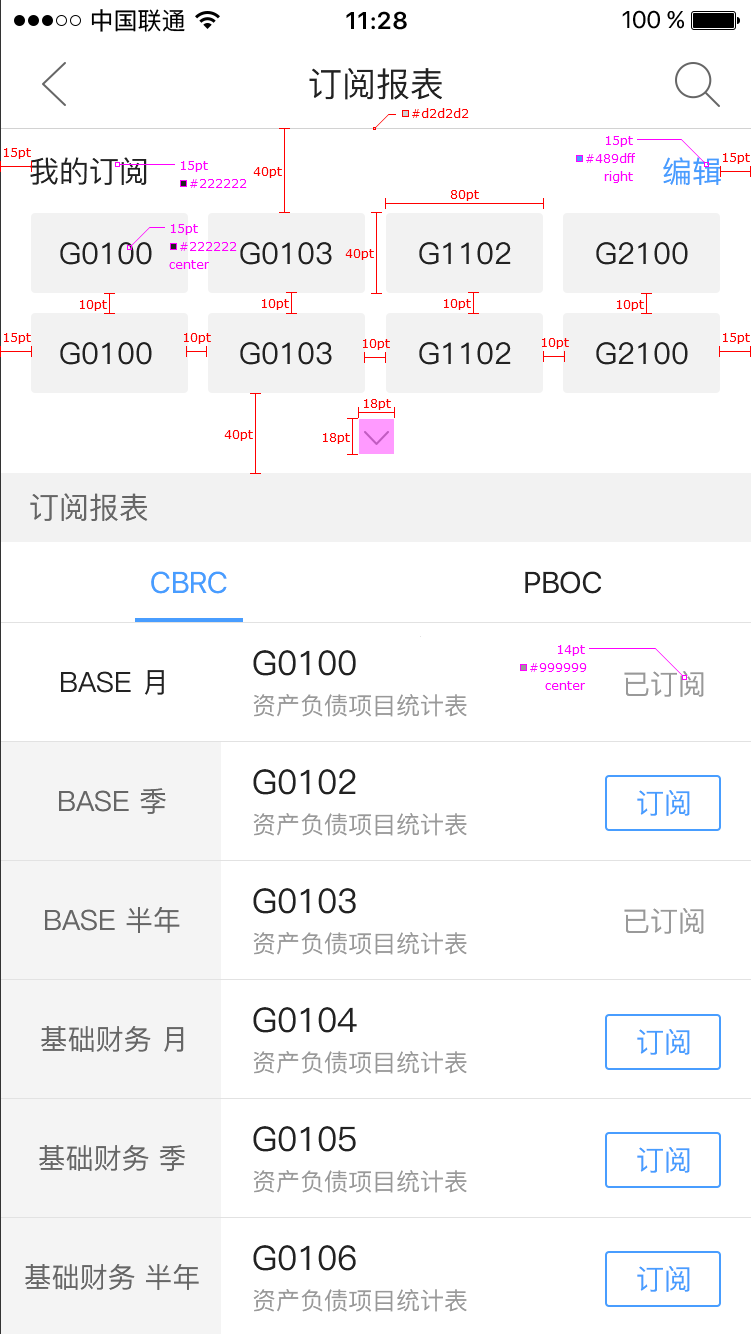 中国联通 11:28 100 %
订阅报表
#d2d2d2
15pt 我的订阅 15pt #222222 40pt 15pt #489dff right 编辑 15pt
80pt
G0100 15pt #222222 center G0103 40pt G1102 G2100
10pt 10pt 10pt 10pt
15pt G0100 10pt G0103 10pt G1102 10pt G2100 15pt
18pt
40pt 18pt
订阅报表
CBRC PBOC
BASE 月 G0100 14pt #999999 center 已订阅
资产负债项目统计表
BASE 季 G0102 订阅
资产负债项目统计表
BASE 半年 G0103 已订阅
资产负债项目统计表
基础财务 月 G0104 订阅
资产负债项目统计表
基础财务 季 G0105 订阅
资产负债项目统计表
基础财务 半年 G0106 订阅
资产负债项目统计表